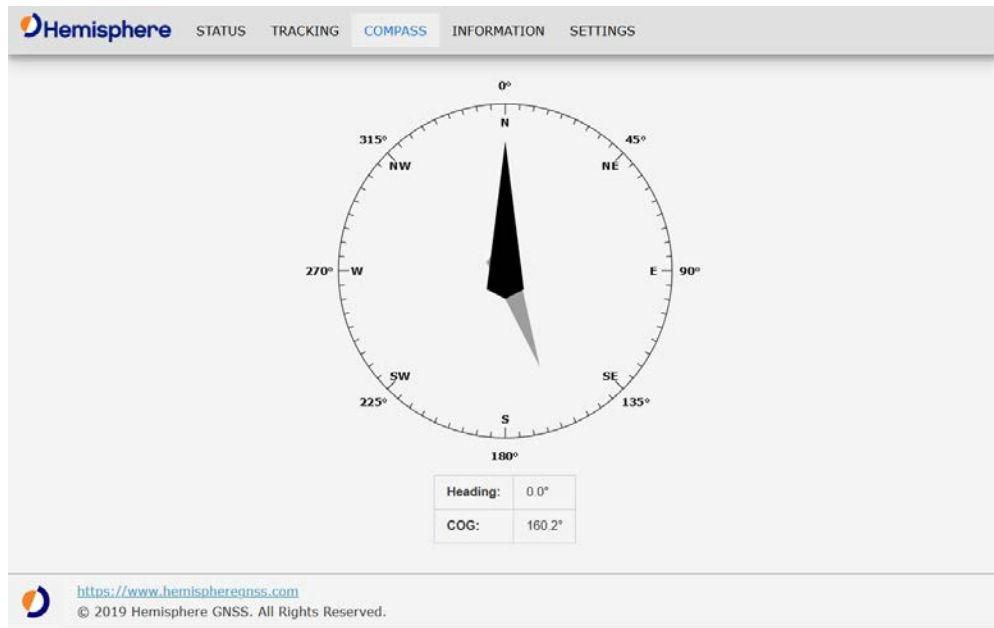 Hemisphere STATUS TRACKING COMPASS INFORMATION SETTINGS
0°
N
315° 45°
NW NE
270° W E 90°
SW SE
225° 135°
S
180°
Heading: 0.0°
COG: 160.2°
https://www.hemispheregnss.com
© 2019 Hemisphere GNSS. All Rights Reserved.